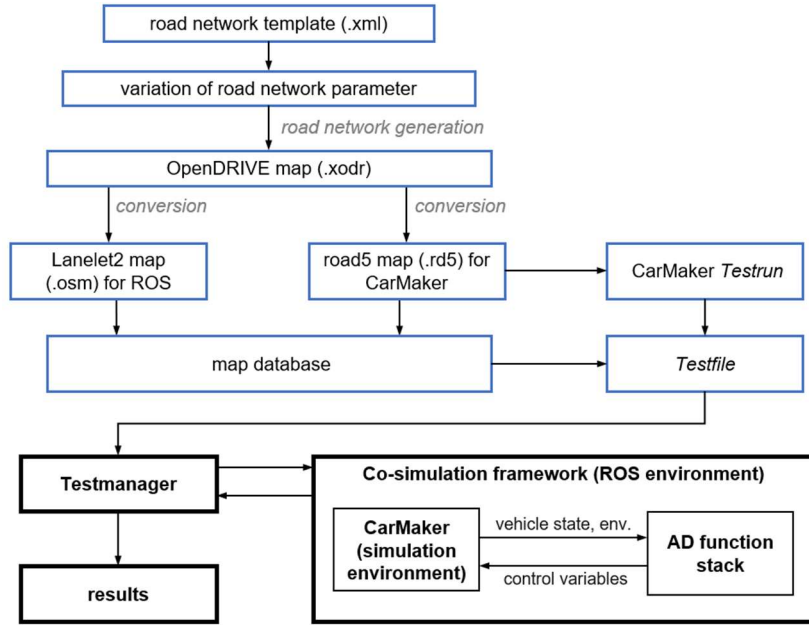 road network template (.xml)
variation of road network parameter
road network generation
OpenDRIVE map (.xodr)
conversion
conversion
Lanelet2 map
(.osm) for ROS
road5 map (.rd5) for
CarMaker
CarMaker Testrun
map database
Testfile
Testmanager
Co-simulation framework (ROS environment)
CarMaker
(simulation
environment)
vehicle state, env.
control variables
AD function
stack
results